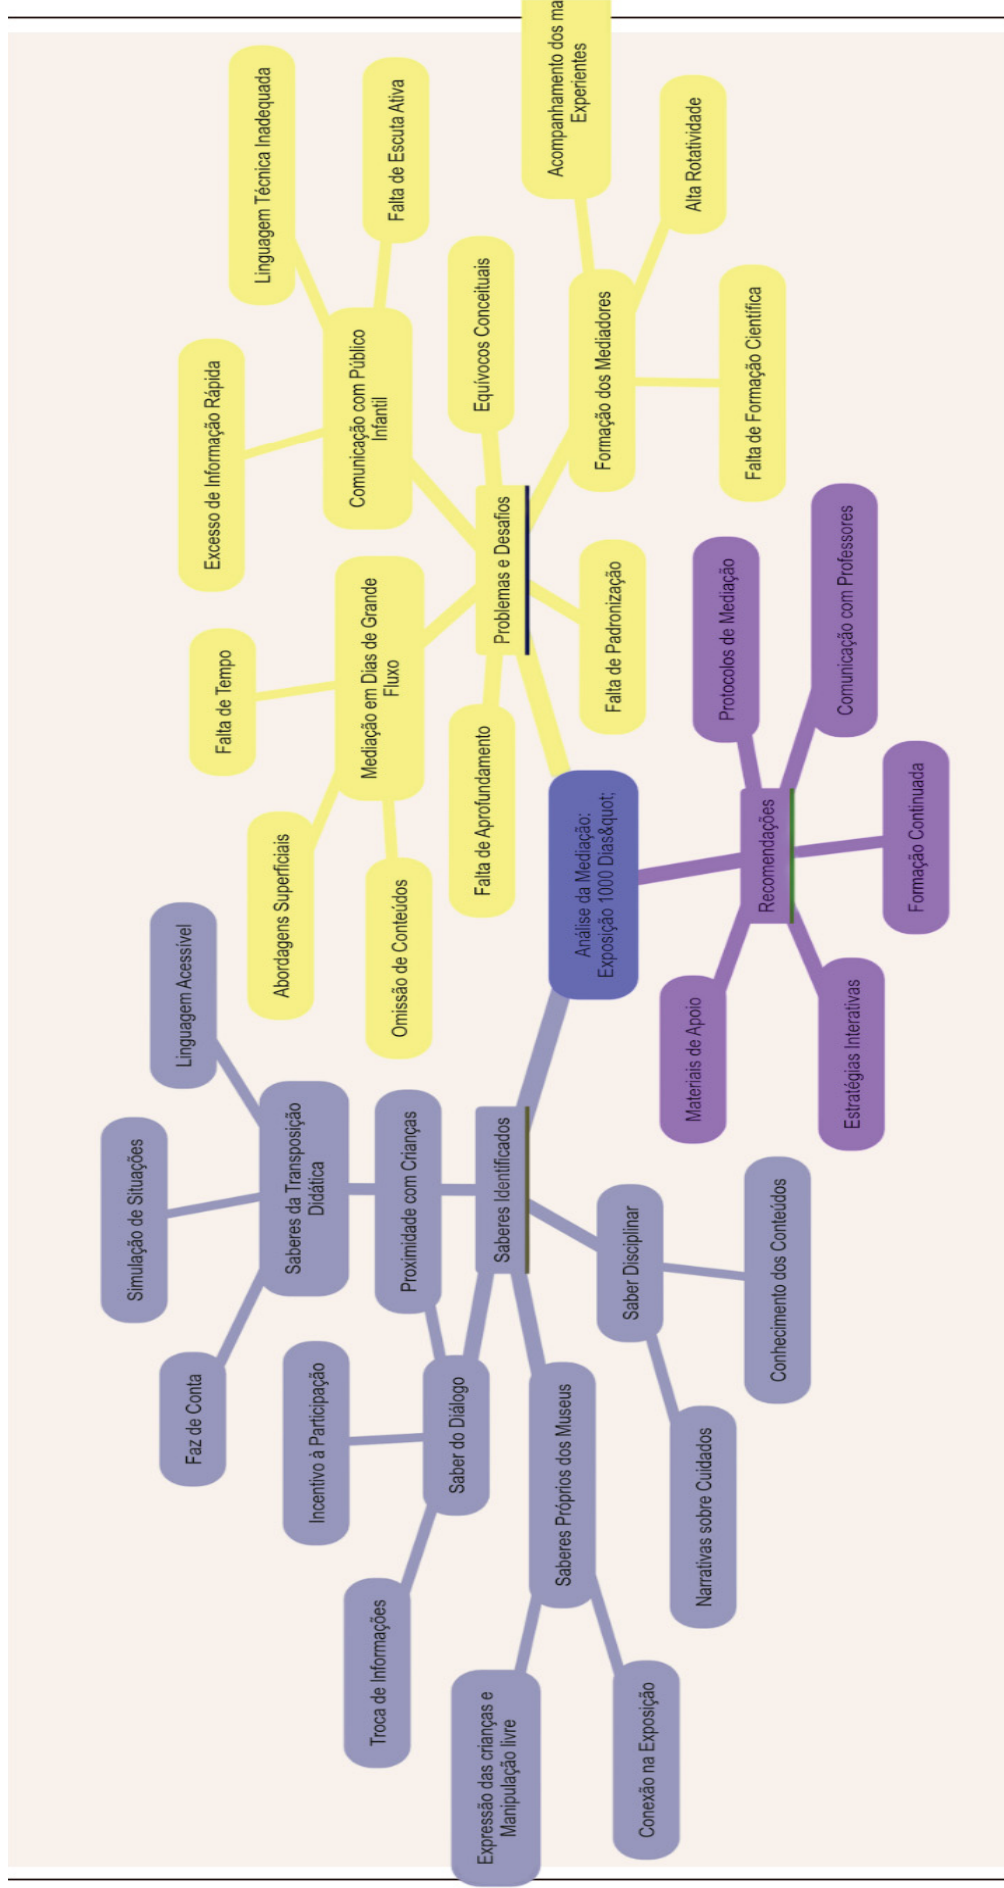 Análise da Mediação:
Exposição 1000 Dias&quot;
Problemas e Desafios
Comunicação com Público
Infantil
Excesso de Informação Rápida
Linguagem Técnica Inadequada
Falta de Escuta Ativa
Mediação em Dias de Grande
Fluxo
Falta de Tempo
Abordagens Superficiais
Omissão de Conteúdos
Equívocos Conceituais
Falta de Aprofundamento
Falta de Padronização
Formação dos Mediadores
Acompanhamento dos
Experientes
Alta Rotatividade
Falta de Formação Científica
Saberes Identificados
Saberes da Transposição
Didática
Linguagem Acessível
Simulação de Situações
Faz de Conta
Proximidade com Crianças
Saber do Diálogo
Incentivo à Participação
Troca de Informações
Saberes Próprios dos Museus
Expressão das crianças e
Manipulação livre
Conexão na Exposição
Saber Disciplinar
Narrativas sobre Cuidados
Conhecimento dos Conteúdos
Recomendações
Protocolos de Mediação
Comunicação com Professores
Formação Continuada
Estratégias Interativas
Materiais de Apoio